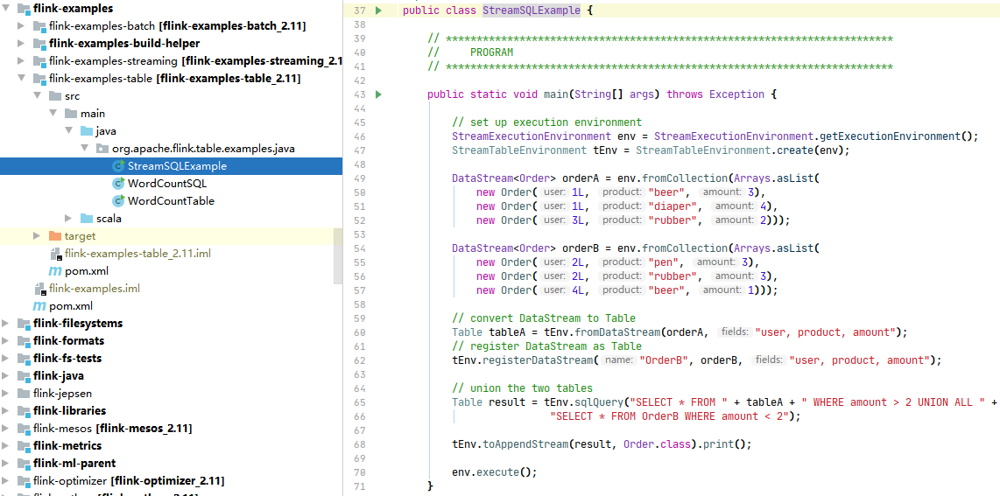 flink-examples
flink-examples-batch [flink-examples-batch_2.11]
flink-examples-build-helper
flink-examples-streaming [flink-examples-streaming_2.1
flink-examples-table [flink-examples-table_2.11]
src
main
java
org.apache.flink.table.examples.java
StreamSQLExample
WordCountSQL
WordCountTable
scala
target
flink-examples-table_2.11.iml
pom.xml
flink-examples.iml
pom.xml
flink-filesystems
flink-formats
flink-fs-tests
flink-java
flink-jepsen
flink-libraries
flink-mesos [flink-mesos_2.11]
flink-metrics
flink-ml-parent
flink-optimizer [flink-optimizer_2.11]
37 public class StreamSQLExample {
38
39 // *************************************************************************
40 //     PROGRAM
41 // *************************************************************************
42
43 public static void main(String[] args) throws Exception {
44
45 // set up execution environment
46 StreamExecutionEnvironment env = StreamExecutionEnvironment.getExecutionEnvironment();
47 StreamTableEnvironment tEnv = StreamTableEnvironment.create(env);
48
49 DataStream<Order> orderA = env.fromCollection(Arrays.asList(
50 new Order( user: 1L, product: "beer", amount: 3),
51 new Order( user: 1L, product: "diaper", amount: 4),
52 new Order( user: 3L, product: "rubber", amount: 2)));
53
54 DataStream<Order> orderB = env.fromCollection(Arrays.asList(
55 new Order( user: 2L, product: "pen", amount: 3),
56 new Order( user: 2L, product: "rubber", amount: 3),
57 new Order( user: 4L, product: "beer", amount: 1)));
58
59 // convert DataStream to Table
60 Table tableA = tEnv.fromDataStream(orderA, fields: "user, product, amount");
61 // register DataStream as Table
62 tEnv.registerDataStream( name: "OrderB", orderB, fields: "user, product, amount");
63
64 // union the two tables
65 Table result = tEnv.sqlQuery("SELECT * FROM " + tableA + " WHERE amount > 2 UNION ALL " +
66 "SELECT * FROM OrderB WHERE amount < 2");
67
68 tEnv.toAppendStream(result, Order.class).print();
69
70 env.execute();
71 }